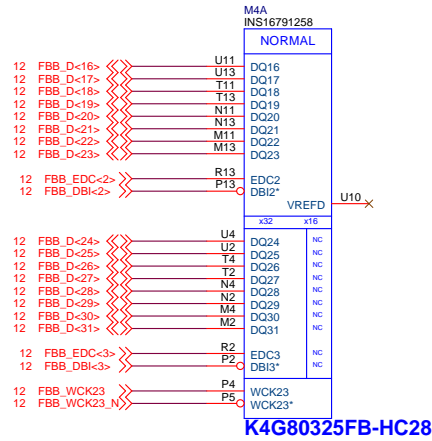 M4A
INS16791258
NORMAL
12 FBB_D<16> U11 DQ16
12 FBB_D<17> U13 DQ17
12 FBB_D<18> T11 DQ18
12 FBB_D<19> T13 DQ19
12 FBB_D<20> N11 DQ20
12 FBB_D<21> N13 DQ21
12 FBB_D<22> M11 DQ22
12 FBB_D<23> M13 DQ23
12 FBB_EDC<2> R13 EDC2
12 FBB_DBI<2> P13 DBI2*
VREFD U10
x32 x16
12 FBB_D<24> U4 DQ24 NC
12 FBB_D<25> U2 DQ25 NC
12 FBB_D<26> T4 DQ26 NC
12 FBB_D<27> T2 DQ27 NC
12 FBB_D<28> N4 DQ28 NC
12 FBB_D<29> N2 DQ29 NC
12 FBB_D<30> M4 DQ30 NC
12 FBB_D<31> M2 DQ31 NC
12 FBB_EDC<3> R2 EDC3 NC
12 FBB_DBI<3> P2 DBI3* NC
12 FBB_WCK23 P4 WCK23
12 FBB_WCK23_N P5 WCK23*
K4G80325FB-HC28